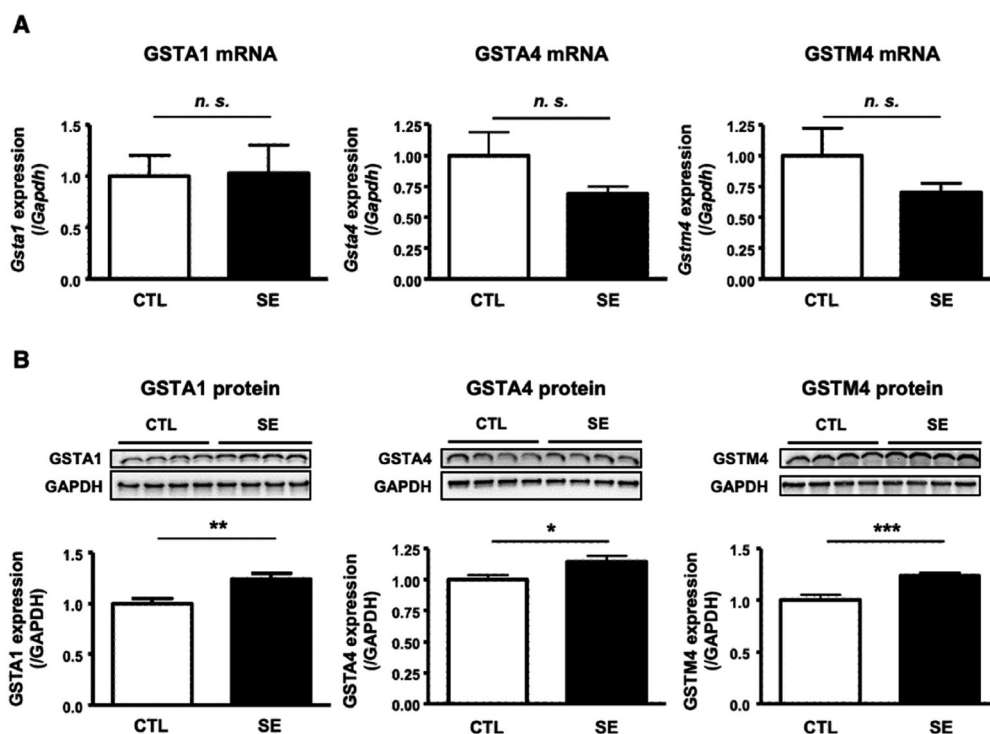 A
GSTA1 mRNA
GSTA4 mRNA
GSTM4 mRNA
n. s.
n. s.
n. s.
Gsta1 expression
(/Gapdh)
1.5
1.0
0.5
0.0
CTL
SE
Gsta4 expression
(/Gapdh)
1.25
1.00
0.75
0.50
0.25
0.00
CTL
SE
Gstm4 expression
(/Gapdh)
1.25
1.00
0.75
0.50
0.25
0.00
CTL
SE
B
GSTA1 protein
GSTA4 protein
GSTM4 protein
CTL
SE
GSTA1
GAPDH
CTL
SE
GSTA4
GAPDH
CTL
SE
GSTM4
GAPDH
**
*
***
GSTA1 expression
(/GAPDH)
1.5
1.0
0.5
0.0
CTL
SE
GSTA4 expression
(/GAPDH)
1.25
1.00
0.75
0.50
0.25
0.00
CTL
SE
GSTM4 expression
(/GAPDH)
1.5
1.0
0.5
0.0
CTL
SE